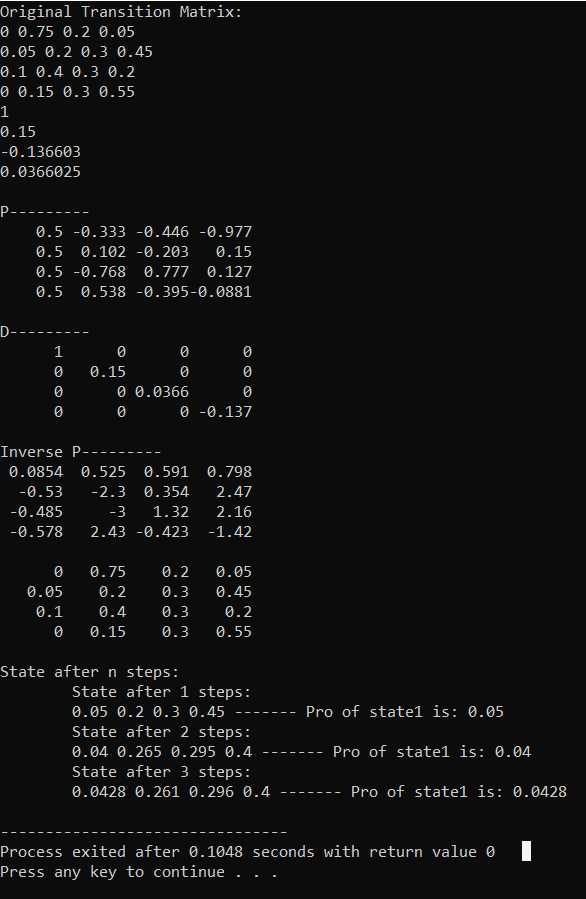 Original Transition Matrix:
0 0.75 0.2 0.05
0.05 0.2 0.3 0.45
0.1 0.4 0.3 0.2
0 0.15 0.3 0.55
1
0.15
-0.136603
0.0366025
P---------
0.5 -0.333 -0.446 -0.977
0.5 0.102 -0.203 0.15
0.5 -0.768 0.777 0.127
0.5 0.538 -0.395-0.0881
D---------
1 0 0 0
0 0.15 0 0
0 0 0.0366 0
0 0 0 -0.137
Inverse P---------
0.0854 0.525 0.591 0.798
-0.53 -2.3 0.354 2.47
-0.485 -3 1.32 2.16
-0.578 2.43 -0.423 -1.42
0 0.75 0.2 0.05
0.05 0.2 0.3 0.45
0.1 0.4 0.3 0.2
0 0.15 0.3 0.55
State after n steps:
State after 1 steps:
0.05 0.2 0.3 0.45 ------- Pro of state1 is: 0.05
State after 2 steps:
0.04 0.265 0.295 0.4 ------- Pro of state1 is: 0.04
State after 3 steps:
0.0428 0.261 0.296 0.4 ------- Pro of state1 is: 0.0428
--------------------------------
Process exited after 0.1048 seconds with return value 0
Press any key to continue . . .